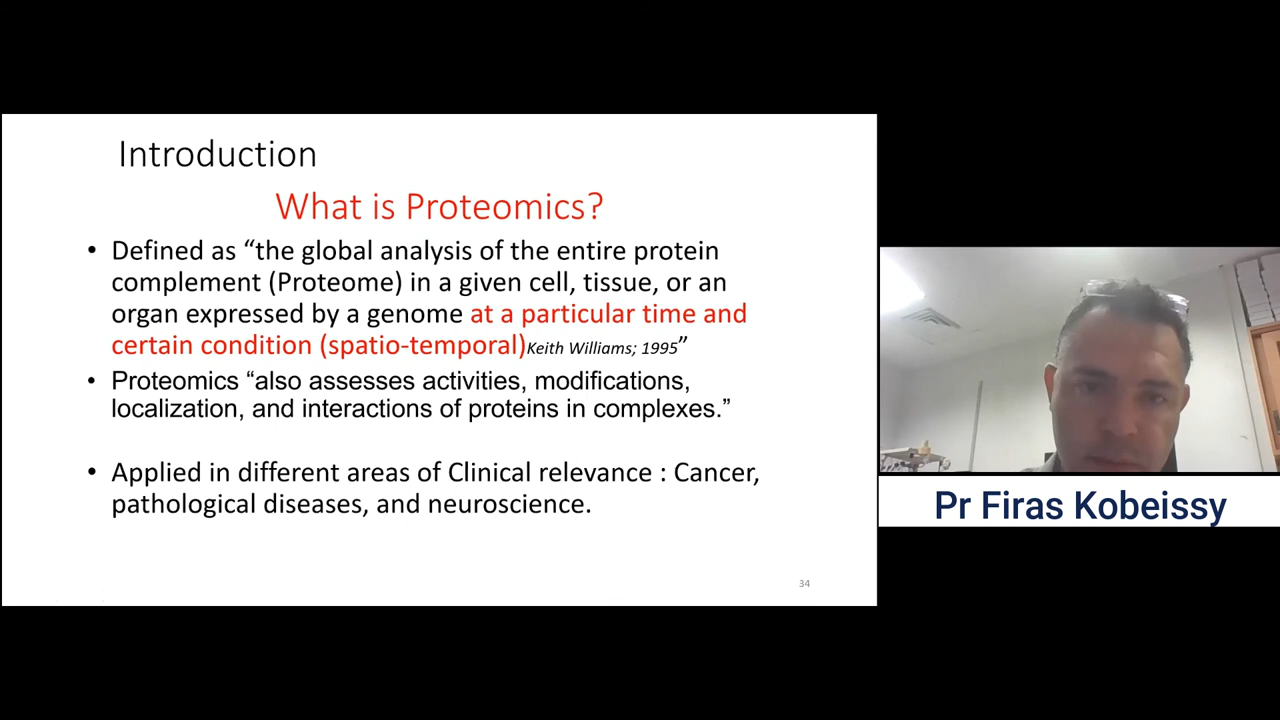 Introduction
What is Proteomics?
• Defined as “the global analysis of the entire protein
complement (Proteome) in a given cell, tissue, or an
organ expressed by a genome at a particular time and
certain condition (spatio-temporal)Keith Williams; 1995”
• Proteomics “also assesses activities, modifications,
localization, and interactions of proteins in complexes.”
• Applied in different areas of Clinical relevance : Cancer,
pathological diseases, and neuroscience.
34
Pr Firas Kobeissy